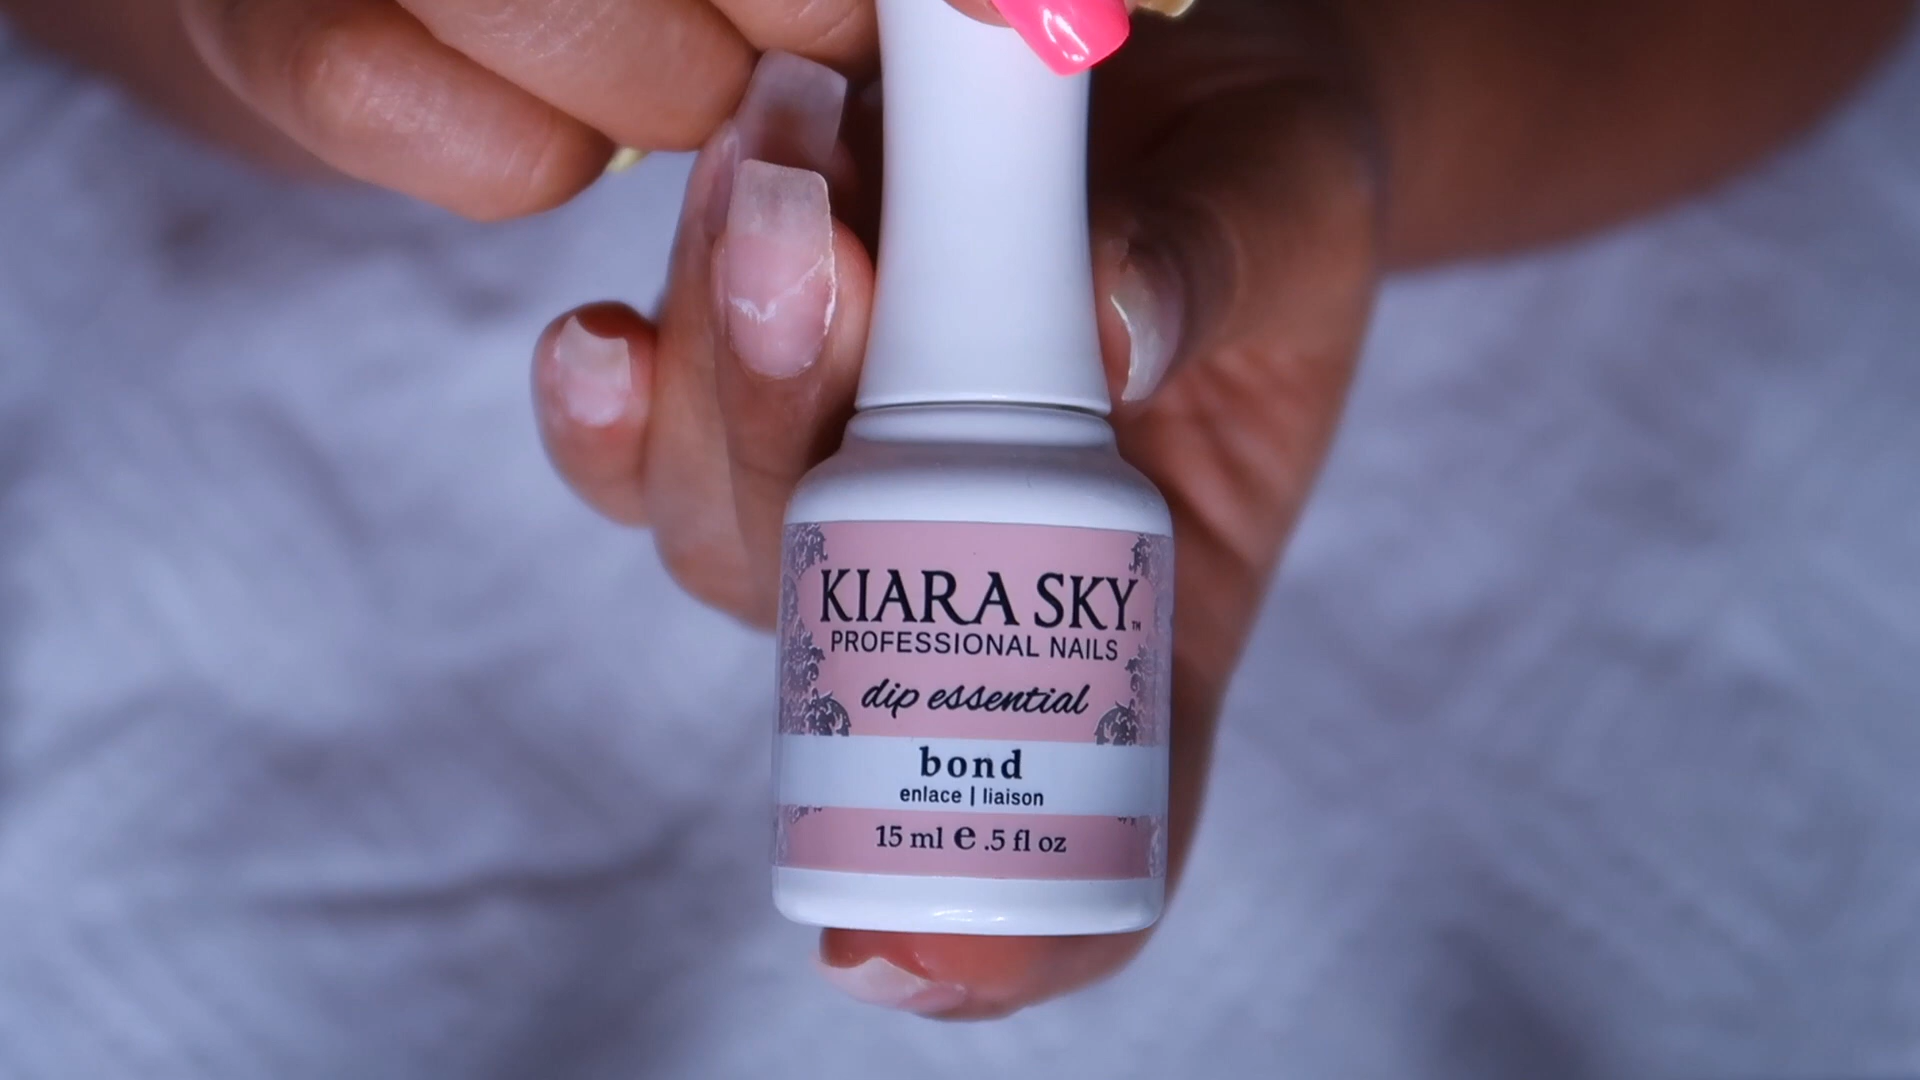 KIARA SKY™
PROFESSIONAL NAILS
dip essential
bond
enlace | liaison
15 ml e .5 fl oz